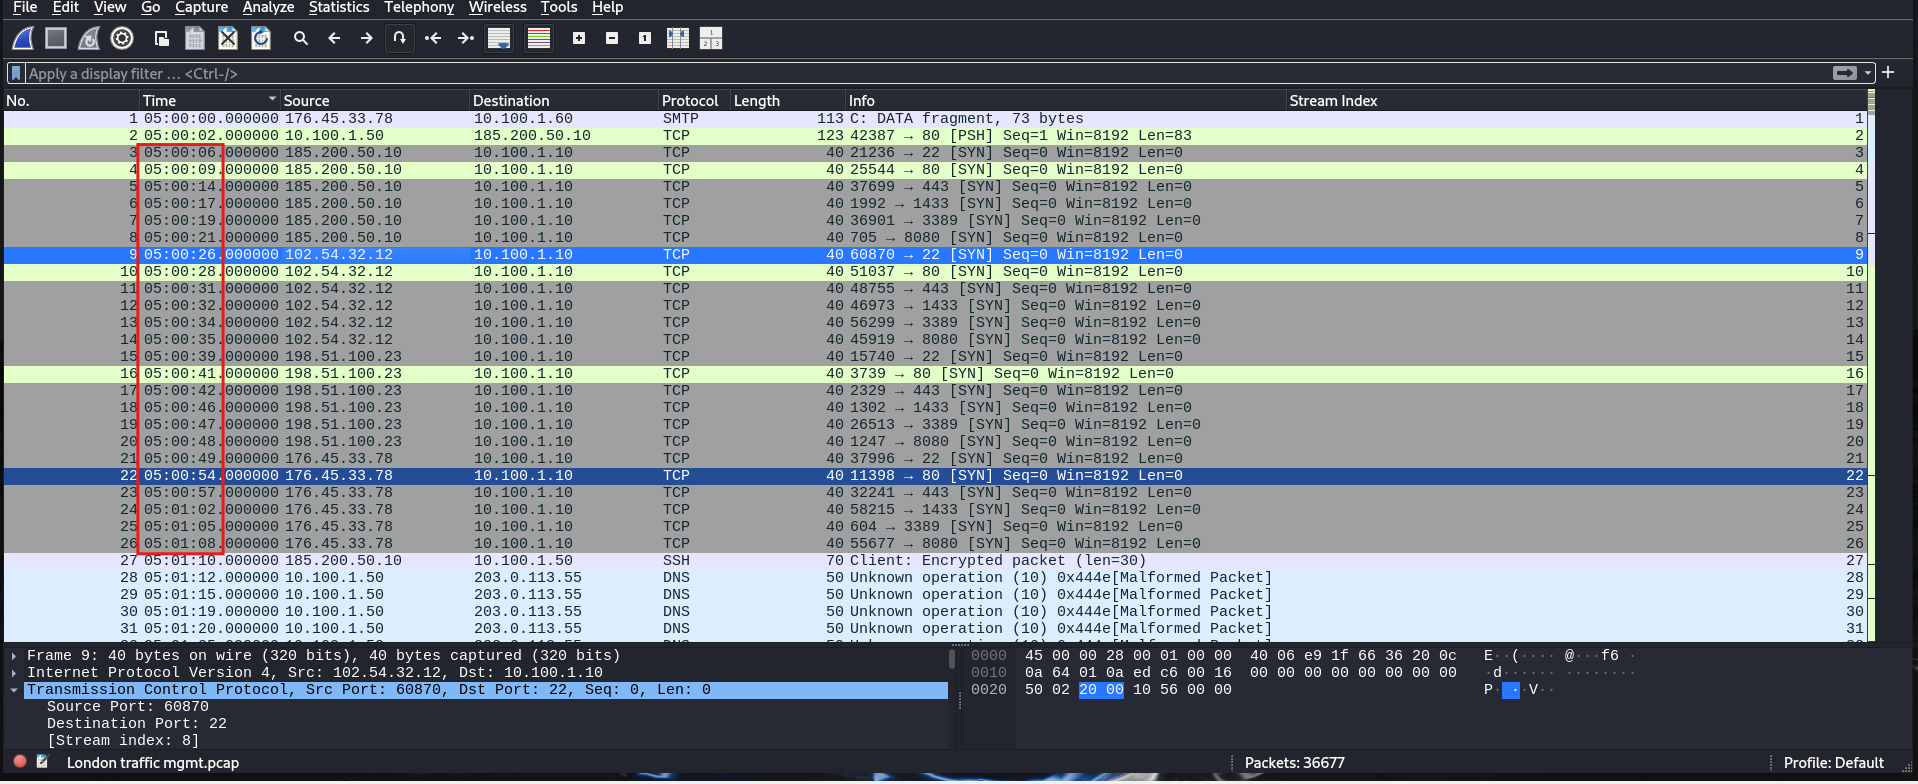 File Edit View Go Capture Analyze Statistics Telephony Wireless Tools Help
Apply a display filter … <Ctrl-/>
No. Time Source Destination Protocol Length Info Stream Index
1 05:00:00.000000 176.45.33.78 10.100.1.60 SMTP 113 C: DATA fragment, 73 bytes 1
2 05:00:02.000000 10.100.1.50 185.200.50.10 TCP 123 42387 → 80 [PSH] Seq=1 Win=8192 Len=83 2
3 05:00:06.000000 185.200.50.10 10.100.1.10 TCP 40 21236 → 22 [SYN] Seq=0 Win=8192 Len=0 3
4 05:00:09.000000 185.200.50.10 10.100.1.10 TCP 40 25544 → 80 [SYN] Seq=0 Win=8192 Len=0 4
5 05:00:14.000000 185.200.50.10 10.100.1.10 TCP 40 37699 → 443 [SYN] Seq=0 Win=8192 Len=0 5
6 05:00:17.000000 185.200.50.10 10.100.1.10 TCP 40 1992 → 1433 [SYN] Seq=0 Win=8192 Len=0 6
7 05:00:19.000000 185.200.50.10 10.100.1.10 TCP 40 36901 → 3389 [SYN] Seq=0 Win=8192 Len=0 7
8 05:00:21.000000 185.200.50.10 10.100.1.10 TCP 40 705 → 8080 [SYN] Seq=0 Win=8192 Len=0 8
9 05:00:26.000000 102.54.32.12 10.100.1.10 TCP 40 60870 → 22 [SYN] Seq=0 Win=8192 Len=0 9
10 05:00:28.000000 102.54.32.12 10.100.1.10 TCP 40 51037 → 80 [SYN] Seq=0 Win=8192 Len=0 10
11 05:00:31.000000 102.54.32.12 10.100.1.10 TCP 40 48755 → 443 [SYN] Seq=0 Win=8192 Len=0 11
12 05:00:32.000000 102.54.32.12 10.100.1.10 TCP 40 46973 → 1433 [SYN] Seq=0 Win=8192 Len=0 12
13 05:00:34.000000 102.54.32.12 10.100.1.10 TCP 40 56299 → 3389 [SYN] Seq=0 Win=8192 Len=0 13
14 05:00:35.000000 102.54.32.12 10.100.1.10 TCP 40 45919 → 8080 [SYN] Seq=0 Win=8192 Len=0 14
15 05:00:39.000000 198.51.100.23 10.100.1.10 TCP 40 15740 → 22 [SYN] Seq=0 Win=8192 Len=0 15
16 05:00:41.000000 198.51.100.23 10.100.1.10 TCP 40 3739 → 80 [SYN] Seq=0 Win=8192 Len=0 16
17 05:00:42.000000 198.51.100.23 10.100.1.10 TCP 40 2329 → 443 [SYN] Seq=0 Win=8192 Len=0 17
18 05:00:46.000000 198.51.100.23 10.100.1.10 TCP 40 1302 → 1433 [SYN] Seq=0 Win=8192 Len=0 18
19 05:00:47.000000 198.51.100.23 10.100.1.10 TCP 40 26513 → 3389 [SYN] Seq=0 Win=8192 Len=0 19
20 05:00:48.000000 198.51.100.23 10.100.1.10 TCP 40 1247 → 8080 [SYN] Seq=0 Win=8192 Len=0 20
21 05:00:49.000000 176.45.33.78 10.100.1.10 TCP 40 37996 → 22 [SYN] Seq=0 Win=8192 Len=0 21
22 05:00:54.000000 176.45.33.78 10.100.1.10 TCP 40 11398 → 80 [SYN] Seq=0 Win=8192 Len=0 22
23 05:00:57.000000 176.45.33.78 10.100.1.10 TCP 40 32241 → 443 [SYN] Seq=0 Win=8192 Len=0 23
24 05:01:02.000000 176.45.33.78 10.100.1.10 TCP 40 58215 → 1433 [SYN] Seq=0 Win=8192 Len=0 24
25 05:01:05.000000 176.45.33.78 10.100.1.10 TCP 40 604 → 3389 [SYN] Seq=0 Win=8192 Len=0 25
26 05:01:08.000000 176.45.33.78 10.100.1.10 TCP 40 55677 → 8080 [SYN] Seq=0 Win=8192 Len=0 26
27 05:01:10.000000 185.200.50.10 10.100.1.50 SSH 70 Client: Encrypted packet (len=30) 27
28 05:01:12.000000 10.100.1.50 203.0.113.55 DNS 50 Unknown operation (10) 0x444e[Malformed Packet] 28
29 05:01:15.000000 10.100.1.50 203.0.113.55 DNS 50 Unknown operation (10) 0x444e[Malformed Packet] 29
30 05:01:19.000000 10.100.1.50 203.0.113.55 DNS 50 Unknown operation (10) 0x444e[Malformed Packet] 30
31 05:01:20.000000 10.100.1.50 203.0.113.55 DNS 50 Unknown operation (10) 0x444e[Malformed Packet] 31
Frame 9: 40 bytes on wire (320 bits), 40 bytes captured (320 bits)
Internet Protocol Version 4, Src: 102.54.32.12, Dst: 10.100.1.10
Transmission Control Protocol, Src Port: 60870, Dst Port: 22, Seq: 0, Len: 0
Source Port: 60870
Destination Port: 22
[Stream index: 8]
0000 45 00 00 28 00 01 00 00 40 06 e9 1f 66 36 20 0c E··(····@···f6 ·
0010 0a 64 01 0a ed c6 00 16 00 00 00 00 00 00 00 00 ·d······ ········
0020 50 02 20 00 10 56 00 00 P· ··V··
London traffic mgmt.pcap
Packets: 36677
Profile: Default